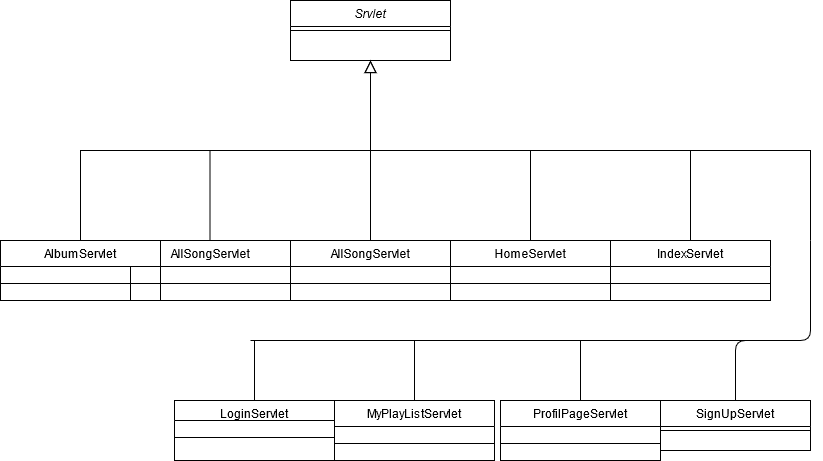 Srvlet
AlbumServlet
AllSongServlet
AllSongServlet
HomeServlet
IndexServlet
LoginServlet
MyPlayListServlet
ProfilPageServlet
SignUpServlet